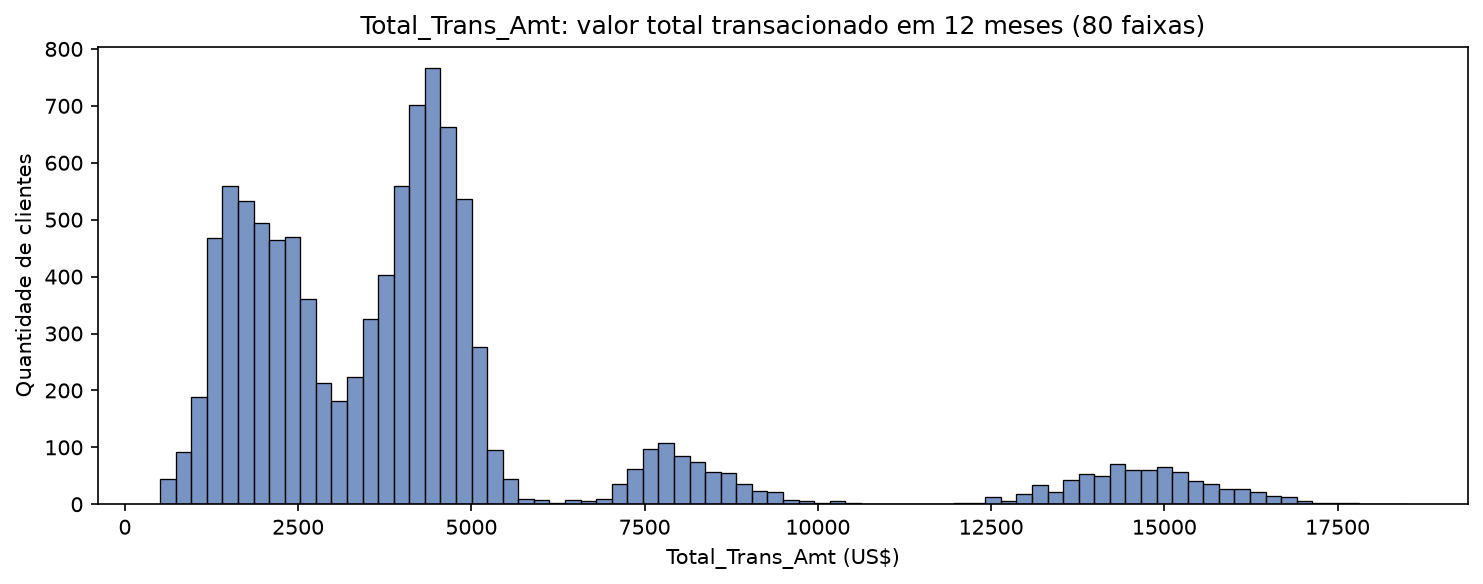 Total_Trans_Amt: valor total transacionado em 12 meses (80 faixas)
Quantidade de clientes
800
700
600
500
400
300
200
100
0
0 2500 5000 7500 10000 12500 15000 17500
Total_Trans_Amt (US$)